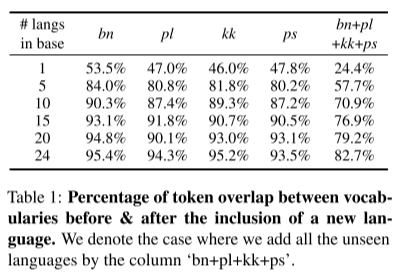 # langs in base bn pl kk ps bn+pl +kk+ps
1 53.5% 47.0% 46.0% 47.8% 24.4%
5 84.0% 80.8% 81.8% 80.2% 57.7%
10 90.3% 87.4% 89.3% 87.2% 70.9%
15 93.1% 91.8% 90.7% 90.5% 76.9%
20 94.8% 90.1% 93.0% 93.1% 79.2%
24 95.4% 94.3% 95.2% 93.5% 82.7%
Table 1: Percentage of token overlap between vocab-
ularies before & after the inclusion of a new lan-
guage. We denote the case where we add all the unseen
languages by the column ‘bn+pl+kk+ps’.